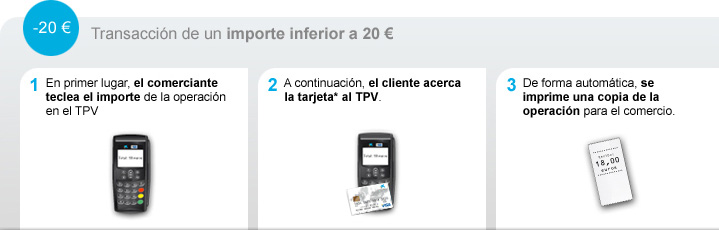 -20 €
Transacción de un importe inferior a 20 €
1 En primer lugar, el comerciante
teclea el importe de la operación
en el TPV
2 A continuación, el cliente acerca
la tarjeta* al TPV.
3 De forma automática, se
imprime una copia de la
operación para el comercio.
18,00
euros
VISA